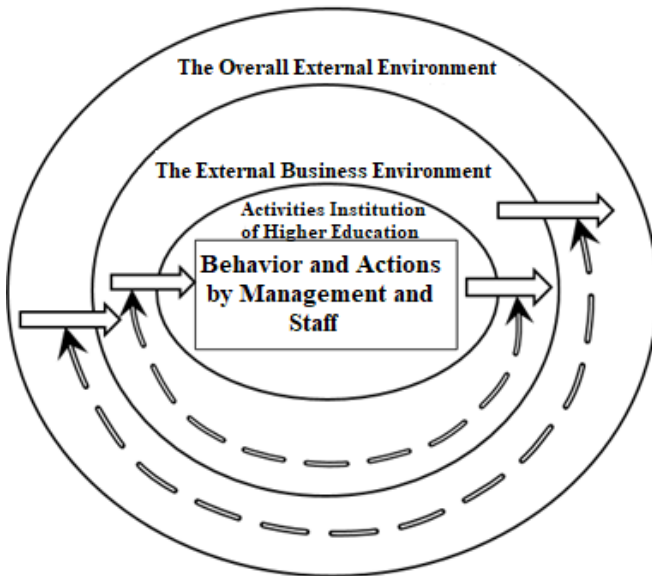 The Overall External Environment
The External Business Environment
Activities Institution
of Higher Education
Behavior and Actions
by Management and
Staff